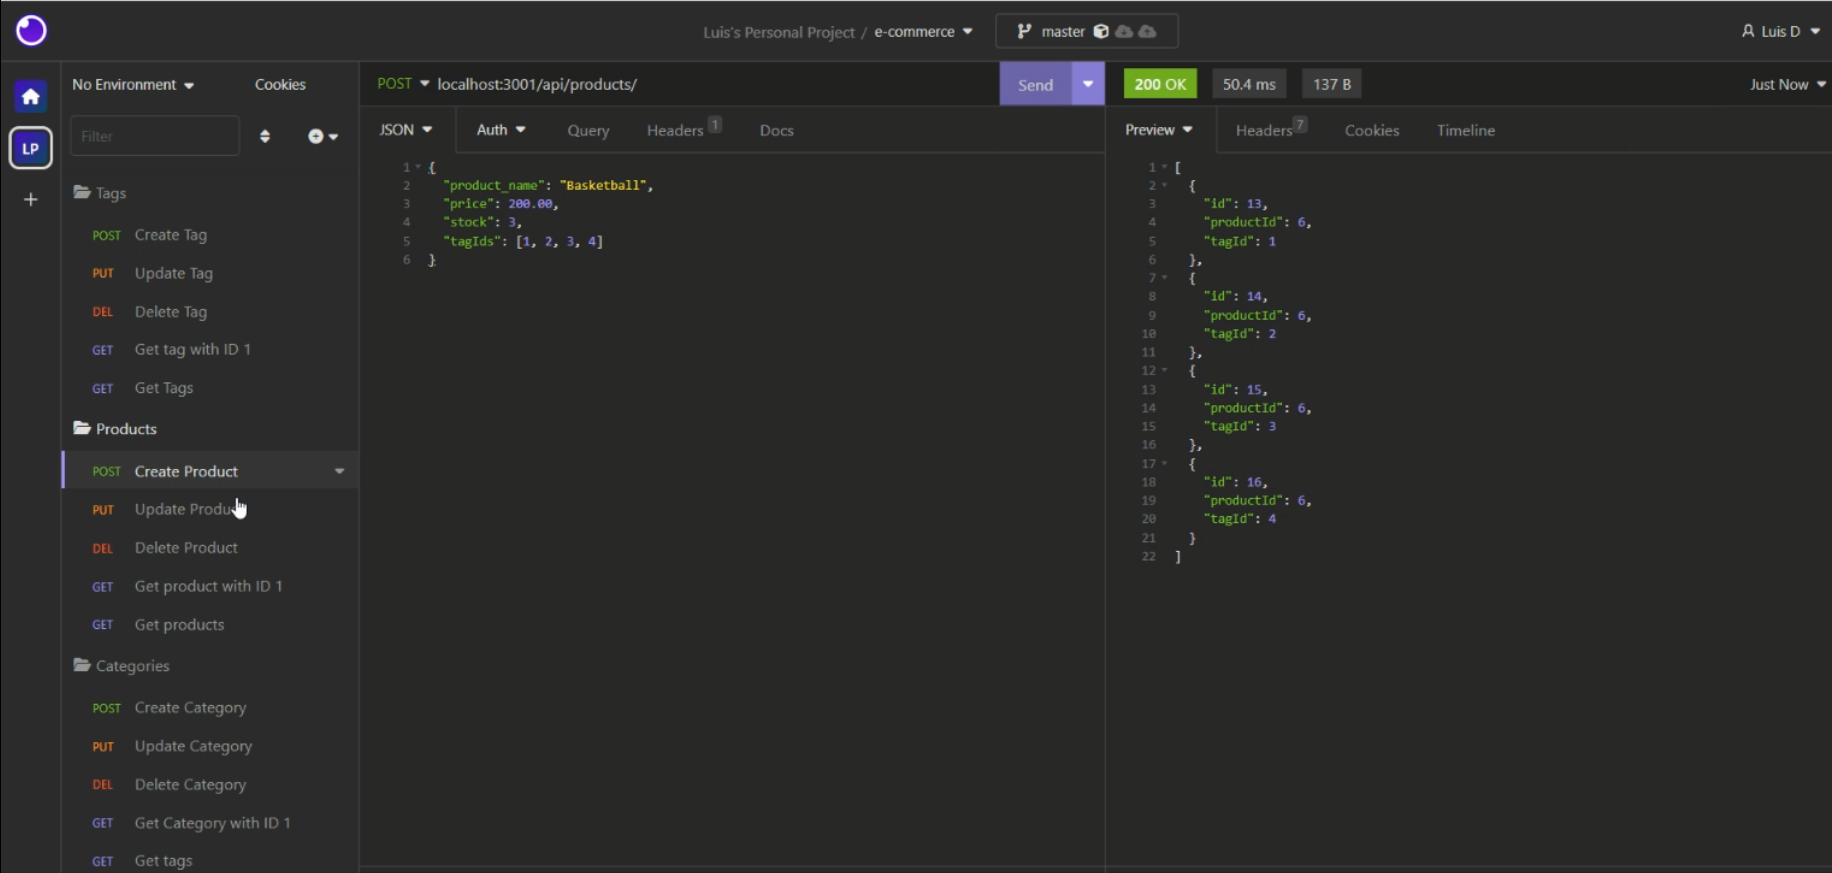 Luis's Personal Project / e-commerce
master
Luis D
LP
No Environment
Cookies
Filter
Tags
POST Create Tag
PUT Update Tag
DEL Delete Tag
GET Get tag with ID 1
GET Get Tags
Products
POST Create Product
PUT Update
DEL Delete Product
GET Get product with ID 1
GET Get products
Categories
POST Create Category
PUT Update Category
DEL Delete Category
GET Get Category with ID 1
GET Get tags
POST localhost:3001/api/products/
Send
JSON Auth Query Headers 1 Docs
1 {
2 "product_name": "Basketball",
3 "price": 200.00,
4 "stock": 3,
5 "tagIds": [1, 2, 3, 4]
6 }
200 OK 50.4 ms 137 B Just Now
Preview Headers 7 Cookies Timeline
1 [
2 {
3 "id": 13,
4 "productId": 6,
5 "tagId": 1
6 },
7 {
8 "id": 14,
9 "productId": 6,
10 "tagId": 2
11 },
12 {
13 "id": 15,
14 "productId": 6,
15 "tagId": 3
16 },
17 {
18 "id": 16,
19 "productId": 6,
20 "tagId": 4
21 }
22 ]